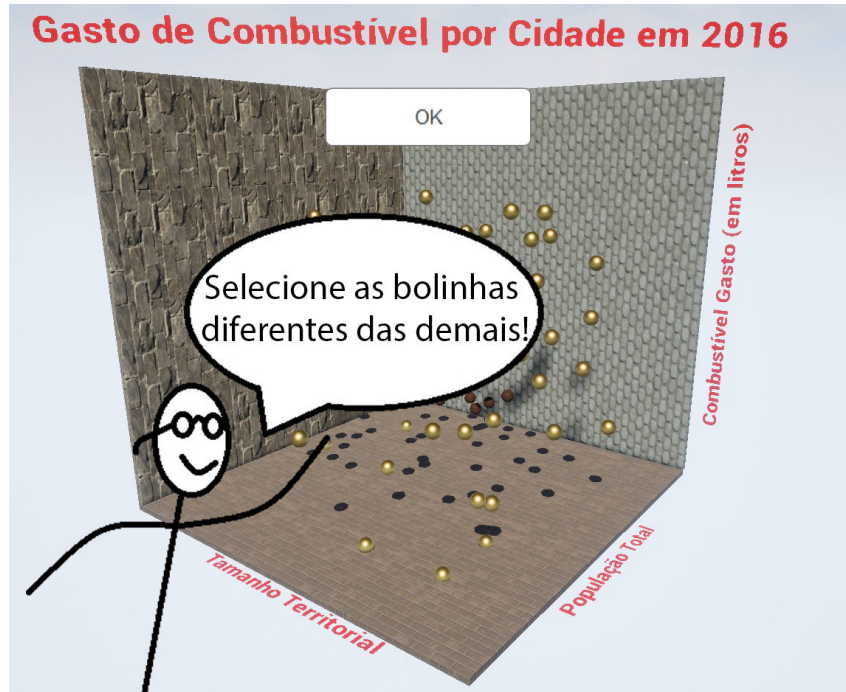 Gasto de Combustível por Cidade em 2016
OK
Combustível Gasto (em litros)
Selecione as bolinhas
diferentes das demais!
Tamanho Territorial
População Total